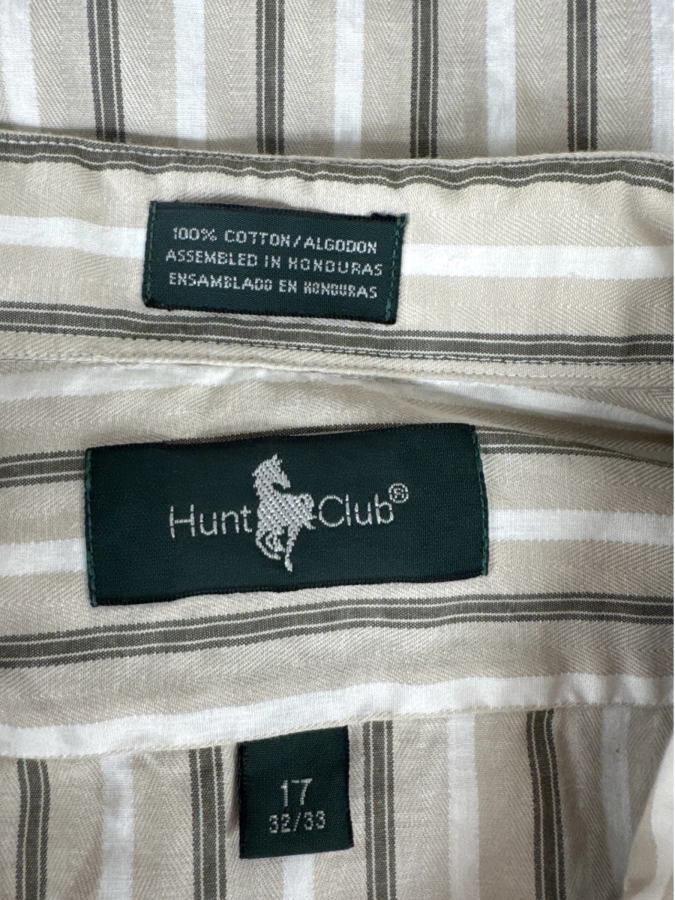 100% COTTON/ALGODON
ASSEMBLED IN HONDURAS
ENSAMBLADO EN HONDURAS
Hunt Club®
17
32/33